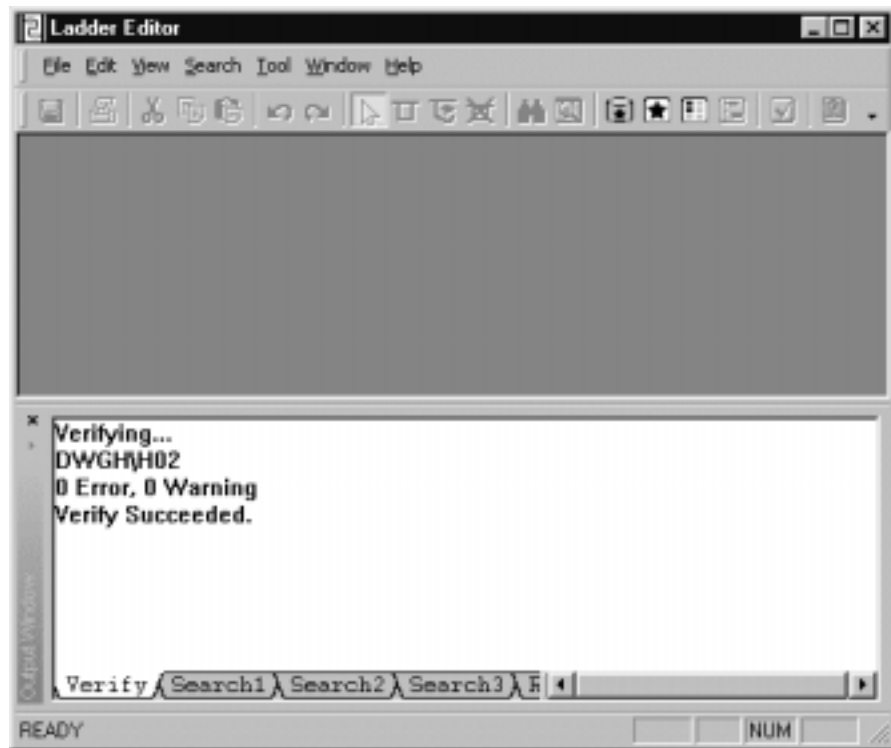 Ladder Editor
File Edit View Search Tool Window Help
Verifying...
DWGH\H02
0 Error, 0 Warning
Verify Succeeded.
Output Window
Verify Search1 Search2 Search3 R
READY NUM